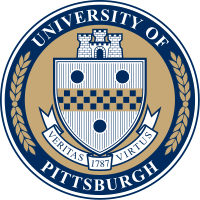 UNIVERSITY OF
VERITAS 1787 VIRTUS
PITTSBURGH